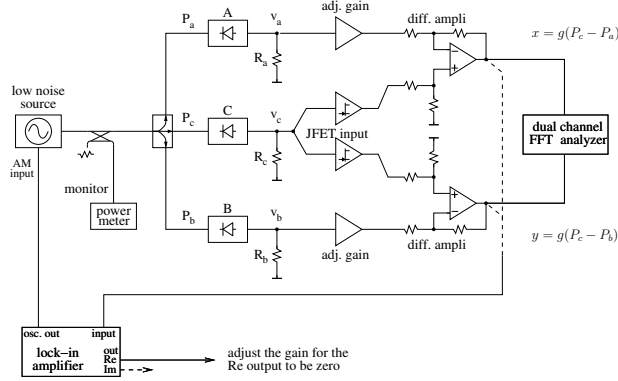 A
P_a
v_a
R_a
adj. gain
diff. ampli
x = g(P_c − P_a)
low noise
source
AM
input
monitor
power
meter
C
P_c
v_c
R_c
JFET input
dual channel
FFT analyzer
B
P_b
v_b
R_b
adj. gain
diff. ampli
y = g(P_c − P_b)
osc. out
input
lock−in
amplifier
out
Re
Im
adjust the gain for the
Re output to be zero